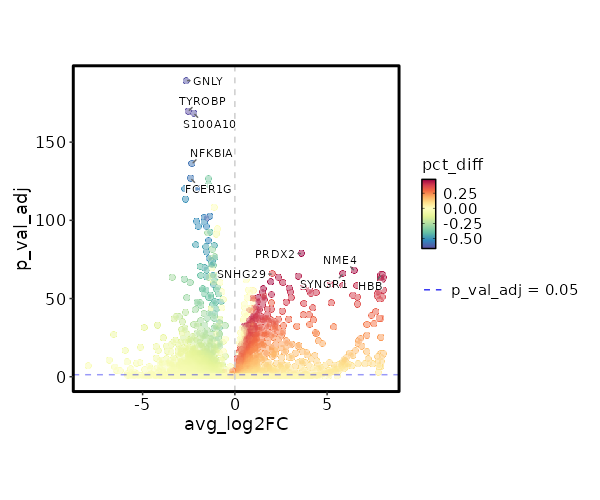 GNLY
TYROBP
S100A10
NFKBIA
FCER1G
PRDX2
NME4
SNHG29
SYNGR1
HBB
p_val_adj
150
100
50
0
-5
0
5
avg_log2FC
pct_diff
0.25
0.00
-0.25
-0.50
p_val_adj = 0.05